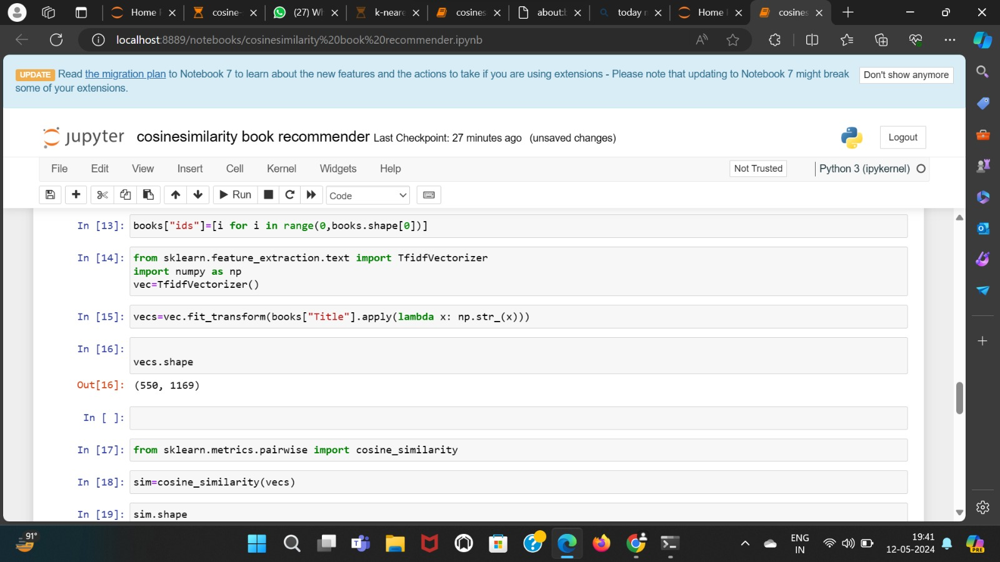 Home
cosine-
(27) Wh
k-neare
cosines
about:b
today n
Home
cosines
localhost:8889/notebooks/cosinesimilarity%20book%20recommender.ipynb
UPDATE Read the migration plan to Notebook 7 to learn about the new features and the actions to take if you are using extensions - Please note that updating to Notebook 7 might break
some of your extensions.
Don't show anymore
jupyter cosinesimilarity book recommender Last Checkpoint: 27 minutes ago (unsaved changes)
Logout
File Edit View Insert Cell Kernel Widgets Help
Not Trusted
Python 3 (ipykernel)
Run
Code
In [13]: books["ids"]=[i for i in range(0,books.shape[0])]
In [14]: from sklearn.feature_extraction.text import TfidfVectorizer
import numpy as np
vec=TfidfVectorizer()
In [15]: vecs=vec.fit_transform(books["Title"].apply(lambda x: np.str_(x)))
In [16]:
vecs.shape
Out[16]: (550, 1169)
In [ ]:
In [17]: from sklearn.metrics.pairwise import cosine_similarity
In [18]: sim=cosine_similarity(vecs)
In [19]: sim.shape
91°
ENG
IN
19:41
12-05-2024
PRE